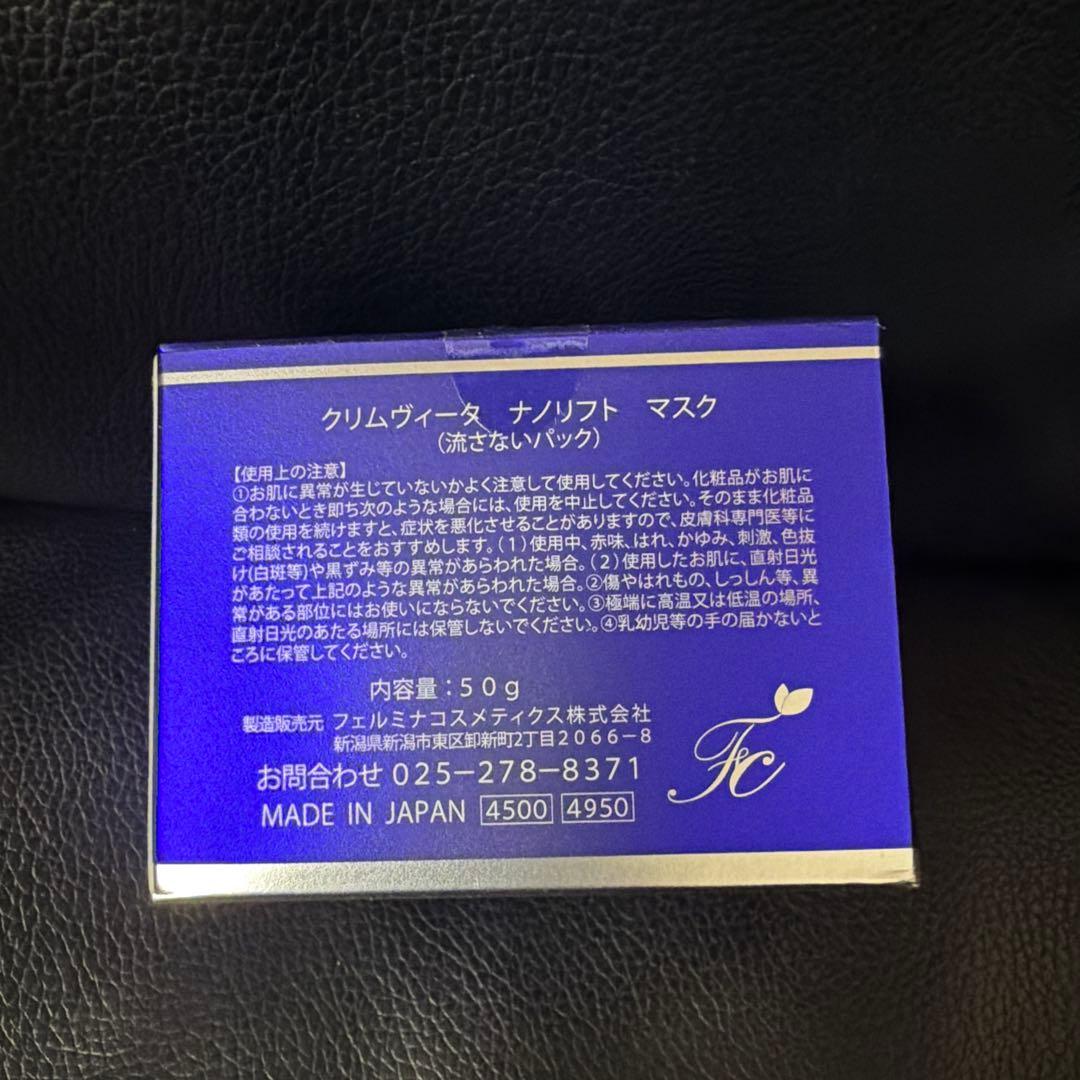 クリムヴィータ　ナノリフト　マスク
（流さないパック）
【使用上の注意】
①お肌に異常が生じていないかよく注意して使用してください。化粧品がお肌に
合わないとき即ち次のような場合には、使用を中止してください。そのまま化粧品
類の使用を続けますと、症状を悪化させることがありますので、皮膚科専門医等に
ご相談されることをおすすめします。（１）使用中、赤味、はれ、かゆみ、刺激、色抜
け(白斑等)や黒ずみ等の異常があらわれた場合。（２）使用したお肌に、直射日光
があたって上記のような異常があらわれた場合。②傷やはれもの、しっしん等、異
常がある部位にはお使いにならないでください。③極端に高温又は低温の場所、
直射日光のあたる場所には保管しないでください。④乳幼児等の手の届かないと
ころに保管してください。
内容量：５０ｇ
製造販売元 フェルミナコスメティクス株式会社
新潟県新潟市東区卸新町2丁目２０６６－８
お問合わせ 025－278－8371
MADE IN JAPAN 4500 4950
Fc